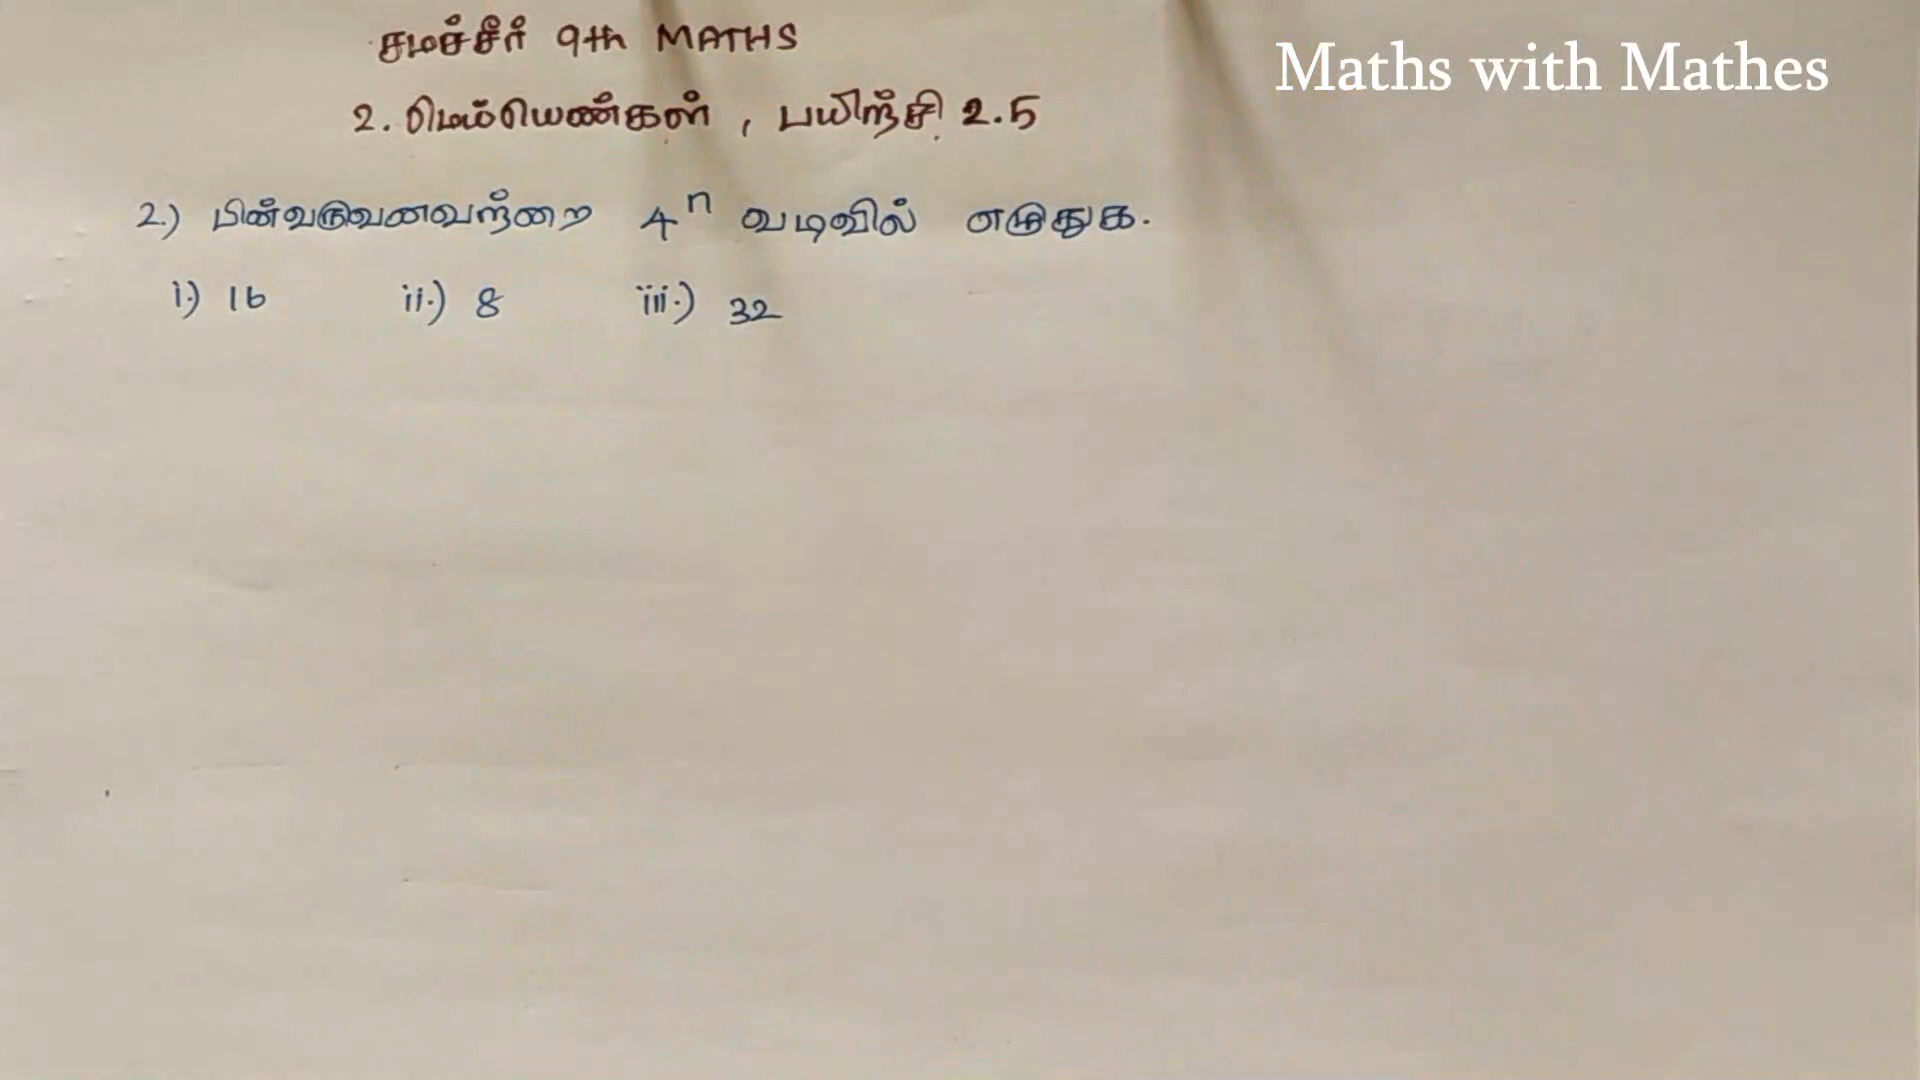 சமச்சீர் 9th MATHS
Maths with Mathes
2. மெய்யெண்கள் , பயிற்சி 2.5
2.) பின்வருவனவற்றை 4ⁿ வடிவில் எழுதுக.
i.) 16 ii.) 8 iii.) 32